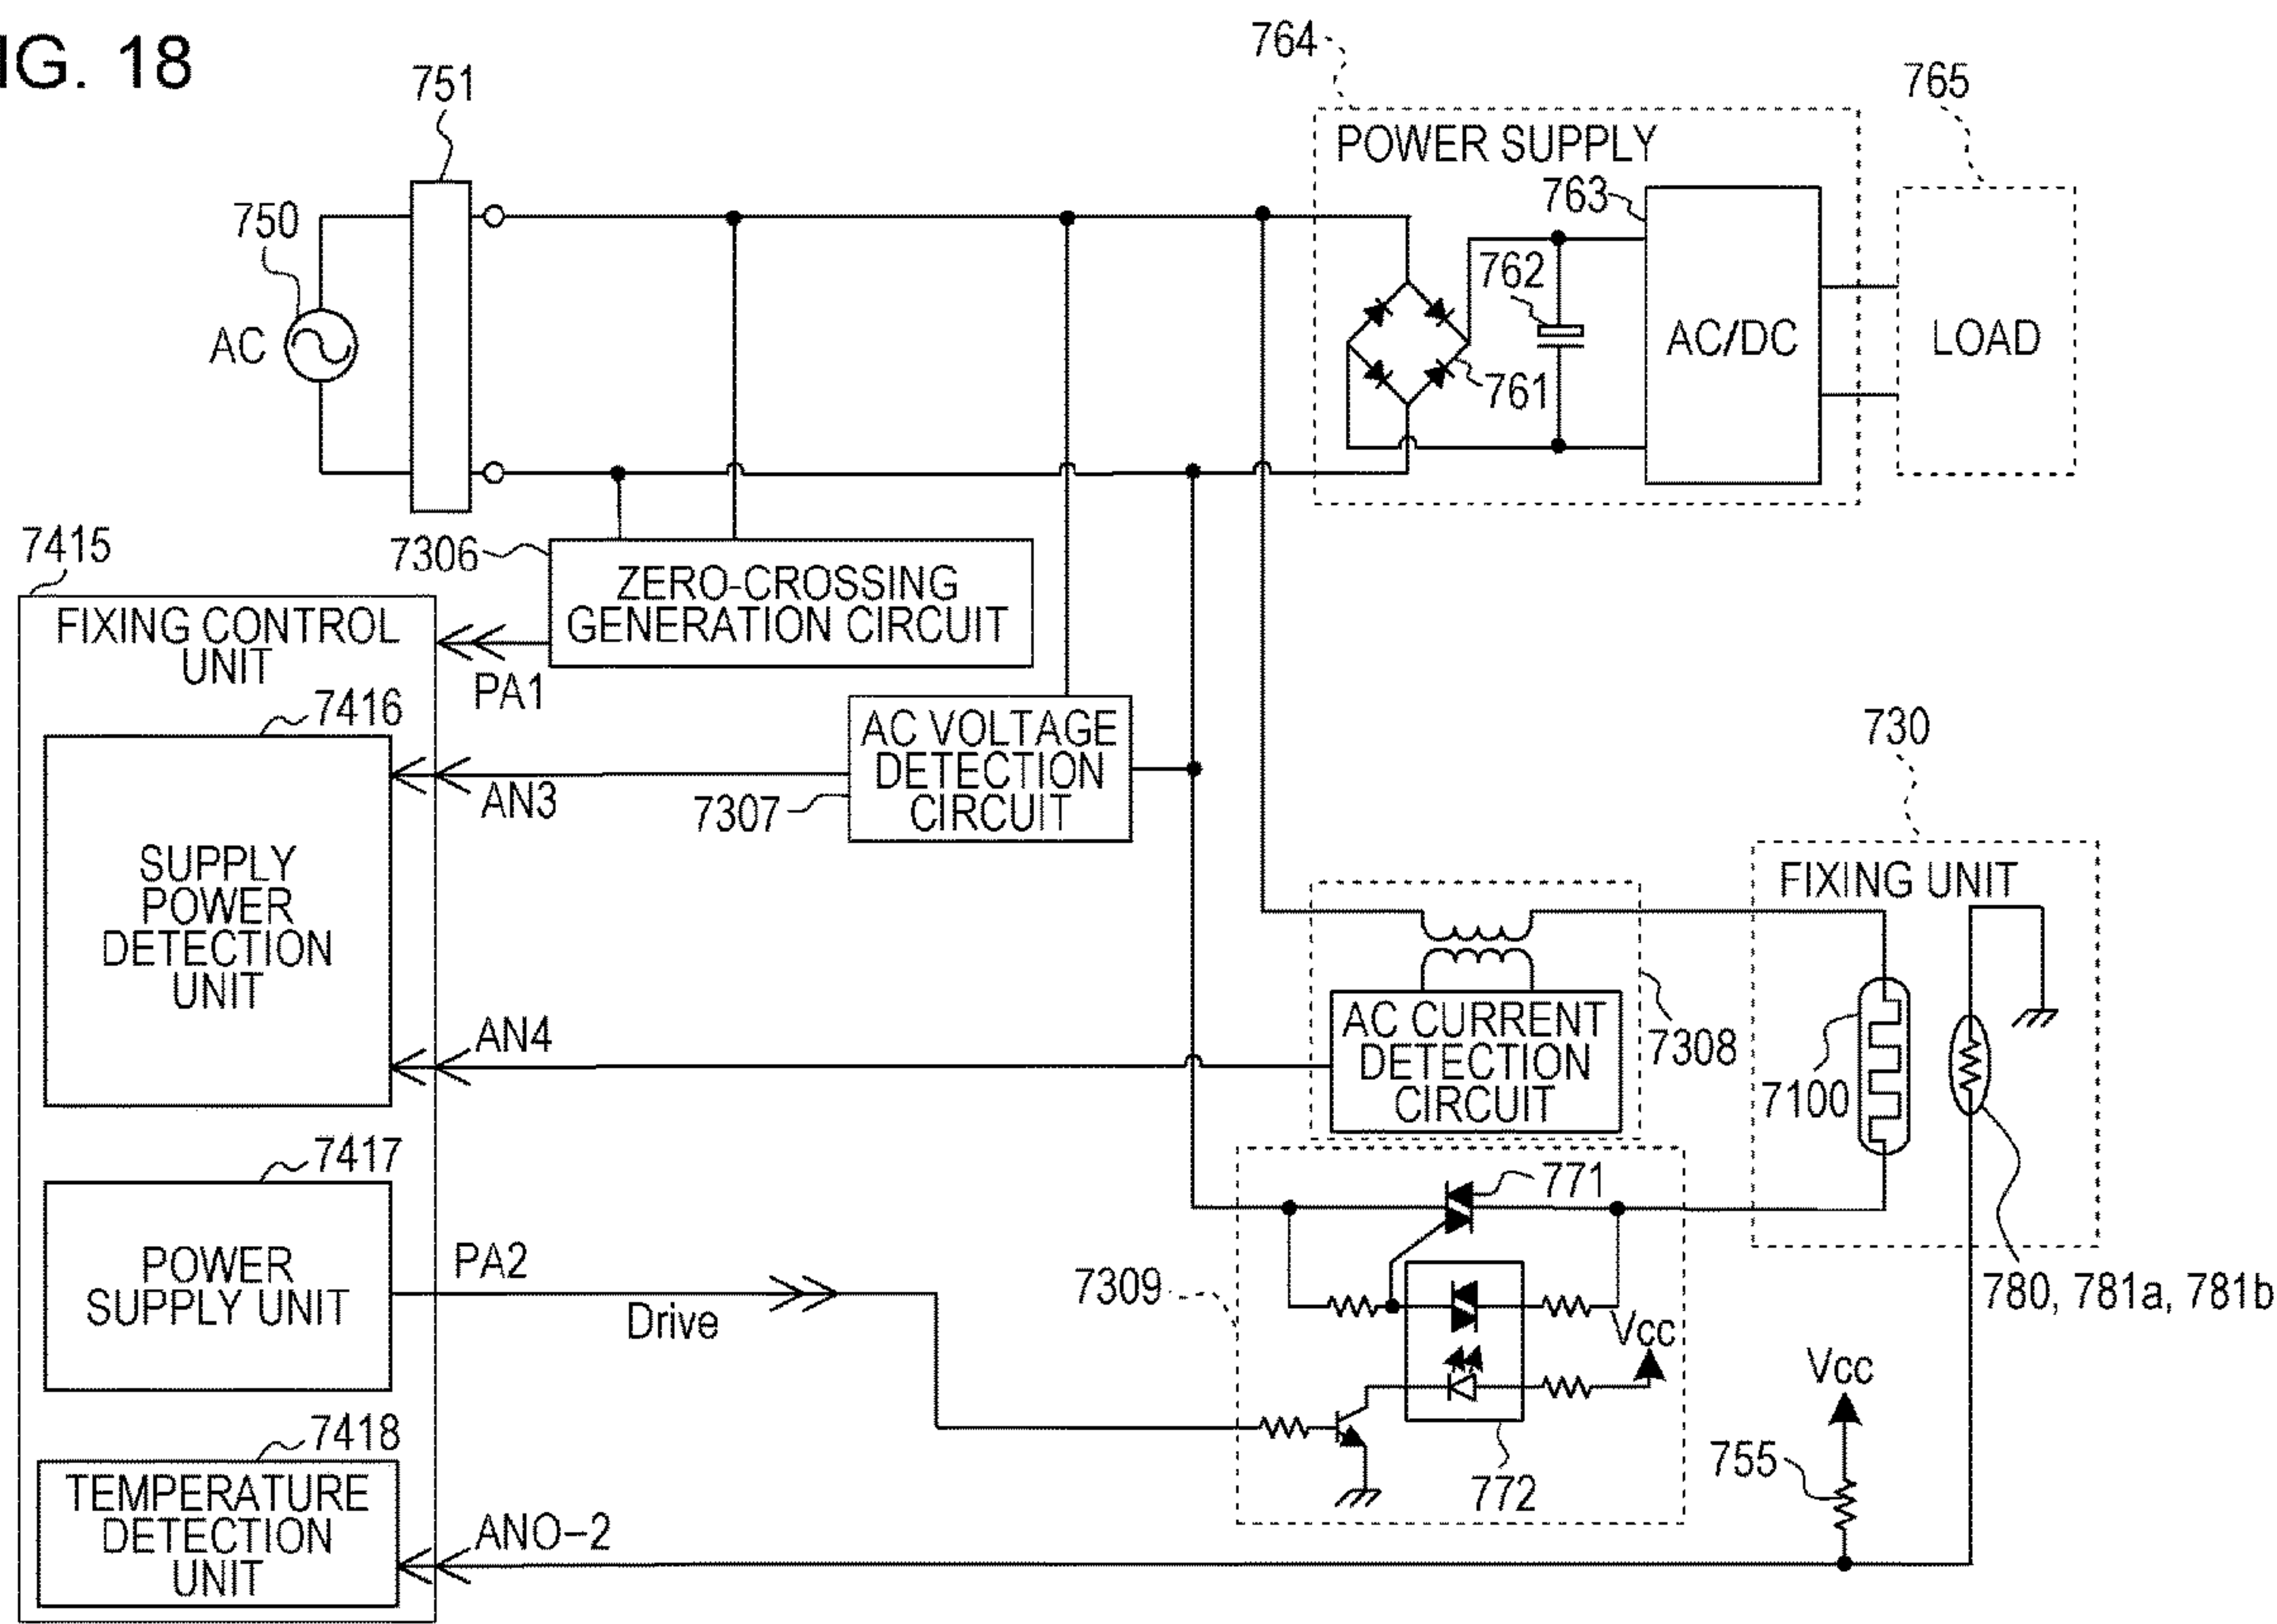 IG. 18
764
765
751
POWER SUPPLY
763
750
762
AC
AC/DC
LOAD
761
7415
7306
ZERO-CROSSING
GENERATION CIRCUIT
FIXING CONTROL
UNIT
PA1
7416
AC VOLTAGE
DETECTION
CIRCUIT
730
AN3
7307
SUPPLY
POWER
DETECTION
UNIT
FIXING UNIT
AN4
AC CURRENT
DETECTION
CIRCUIT
7308
7100
7417
771
POWER
SUPPLY UNIT
PA2
Drive
7309
780, 781a, 781b
Vcc
Vcc
7418
772
755
TEMPERATURE
DETECTION
UNIT
ANO-2